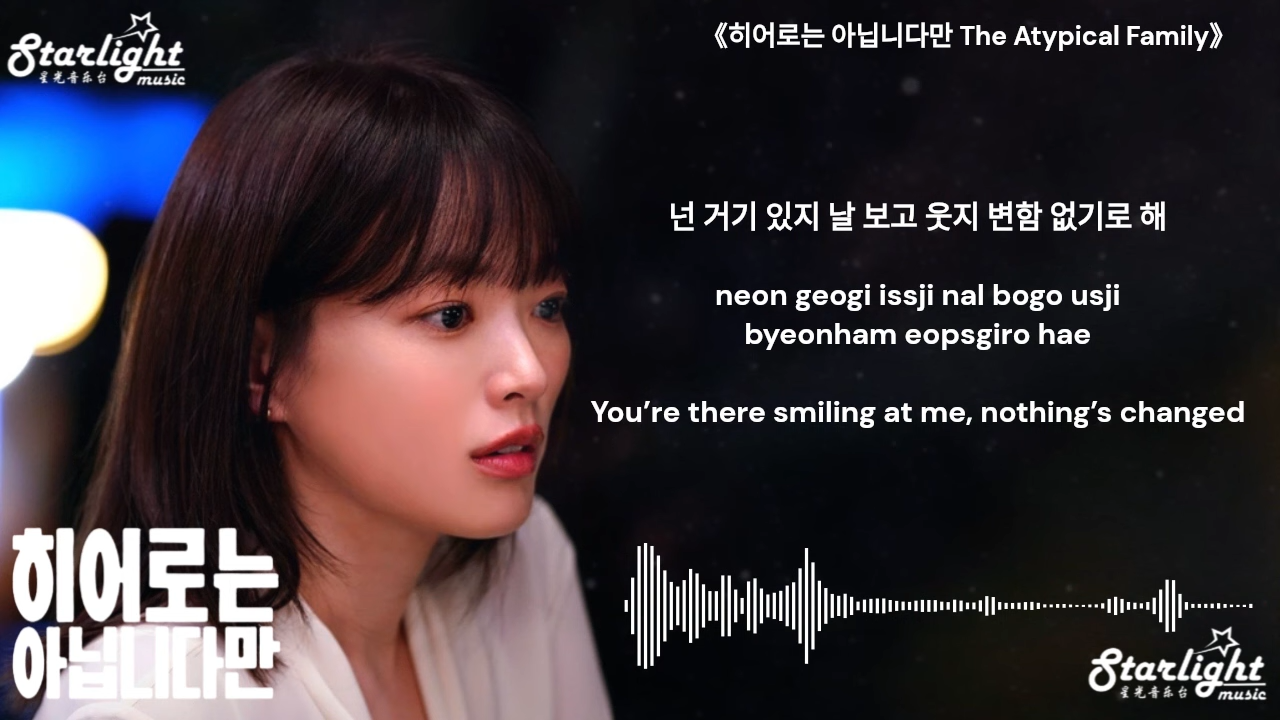 Starlight
星光音乐台
music
《히어로는 아닙니다만 The Atypical Family》
넌 거기 있지 날 보고 웃지 변함 없기로 해
neon geogi issji nal bogo usji
byeonham eopsgiro hae
You’re there smiling at me, nothing’s changed
히어로는
아닙니다만
Starlight
星光音乐台
music